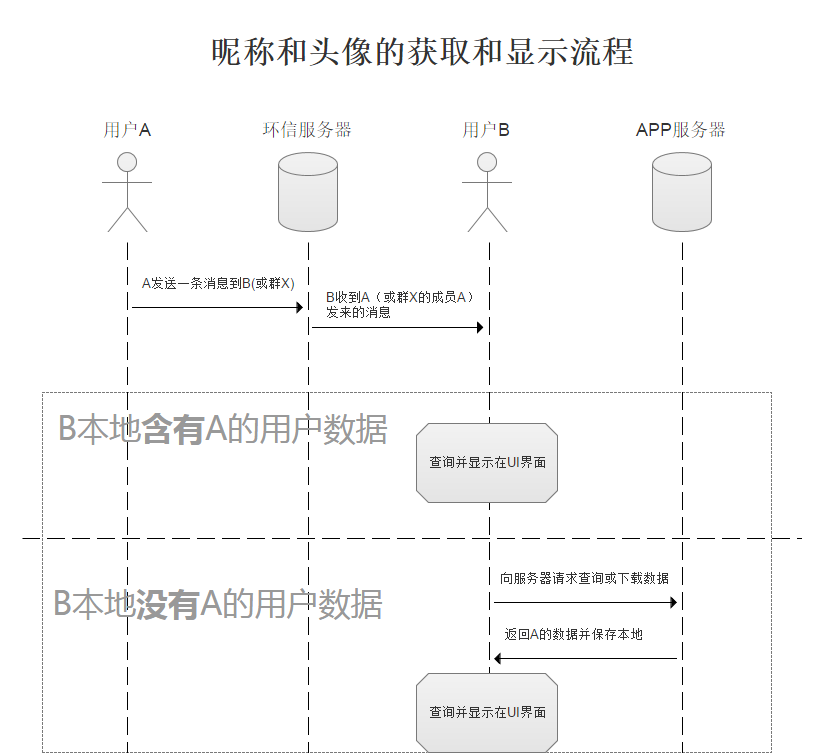 昵称和头像的获取和显示流程
用户A
环信服务器
用户B
APP服务器
A发送一条消息到B(或群X)
B收到A（或群X的成员A）
发来的消息
B本地含有A的用户数据
查询并显示在UI界面
向服务器请求查询或下载数据
B本地没有A的用户数据
返回A的数据并保存本地
查询并显示在UI界面